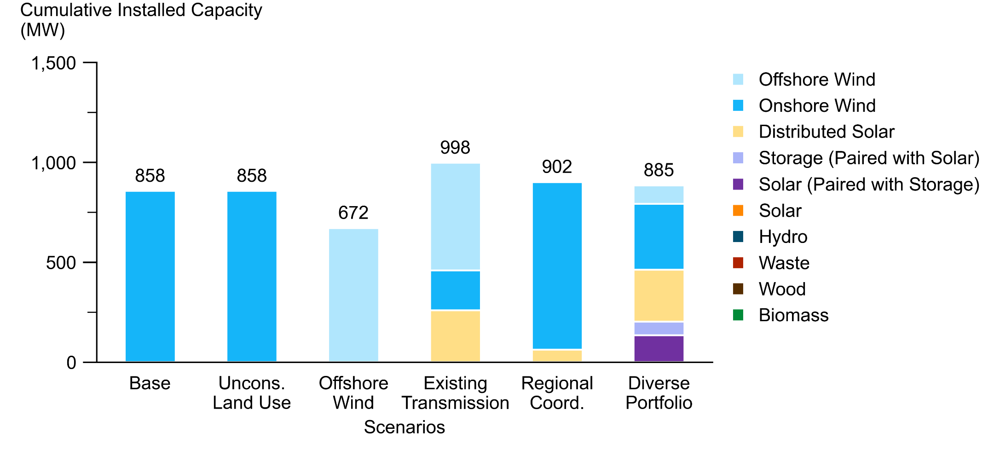 Cumulative Installed Capacity
(MW)
1,500
1,000
500
0
858
858
672
998
902
885
Base
Uncons.
Land Use
Offshore
Wind
Existing
Transmission
Regional
Coord.
Diverse
Portfolio
Scenarios
Offshore Wind
Onshore Wind
Distributed Solar
Storage (Paired with Solar)
Solar (Paired with Storage)
Solar
Hydro
Waste
Wood
Biomass